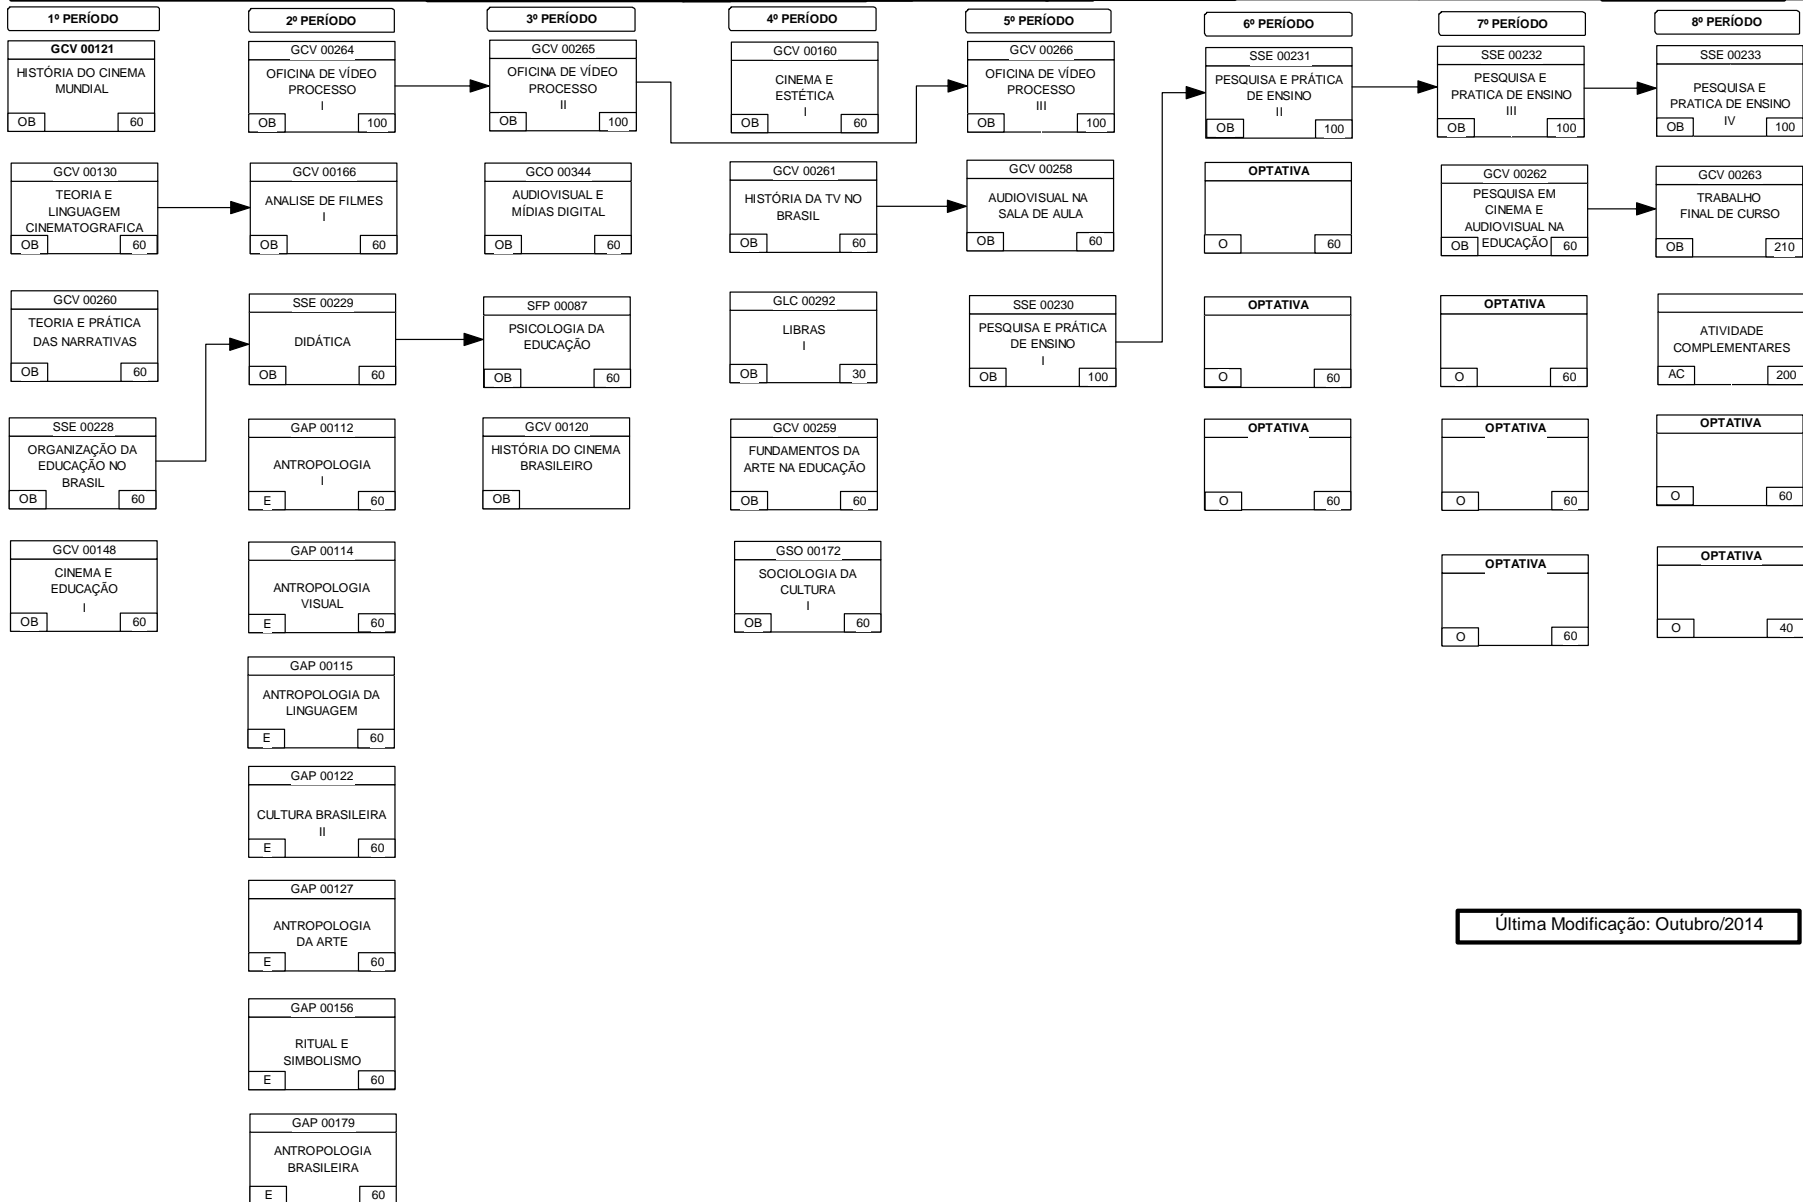 1º PERÍODO
GCV 00121
HISTÓRIA DO CINEMA
MUNDIAL
OB 60
GCV 00130
TEORIA E
LINGUAGEM
CINEMATOGRAFICA
OB 60
GCV 00260
TEORIA E PRÁTICA
DAS NARRATIVAS
OB 60
SSE 00228
ORGANIZAÇÃO DA
EDUCAÇÃO NO
BRASIL
OB 60
GCV 00148
CINEMA E
EDUCAÇÃO
I
OB 60
2º PERÍODO
GCV 00264
OFICINA DE VÍDEO
PROCESSO
I
OB 100
GCV 00166
ANALISE DE FILMES
I
OB 60
SSE 00229
DIDÁTICA
OB 60
GAP 00112
ANTROPOLOGIA
I
E 60
GAP 00114
ANTROPOLOGIA
VISUAL
E 60
GAP 00115
ANTROPOLOGIA DA
LINGUAGEM
E 60
GAP 00122
CULTURA BRASILEIRA
II
E 60
GAP 00127
ANTROPOLOGIA
DA ARTE
E 60
GAP 00156
RITUAL E
SIMBOLISMO
E 60
GAP 00179
ANTROPOLOGIA
BRASILEIRA
E 60
3º PERÍODO
GCV 00265
OFICINA DE VÍDEO
PROCESSO
II
OB 100
GCO 00344
AUDIOVISUAL E
MÍDIAS DIGITAL
OB 60
SFP 00087
PSICOLOGIA DA
EDUCAÇÃO
OB 60
GCV 00120
HISTÓRIA DO CINEMA
BRASILEIRO
OB
4º PERÍODO
GCV 00160
CINEMA E
ESTÉTICA
I
OB 60
GCV 00261
HISTÓRIA DA TV NO
BRASIL
OB 60
GLC 00292
LIBRAS
I
OB 30
GCV 00259
FUNDAMENTOS DA
ARTE NA EDUCAÇÃO
OB 60
GSO 00172
SOCIOLOGIA DA
CULTURA
I
OB 60
5º PERÍODO
GCV 00266
OFICINA DE VÍDEO
PROCESSO
III
OB 100
GCV 00258
AUDIOVISUAL NA
SALA DE AULA
OB 60
SSE 00230
PESQUISA E PRÁTICA
DE ENSINO
I
OB 100
6º PERÍODO
SSE 00231
PESQUISA E PRÁTICA
DE ENSINO
II
OB 100
OPTATIVA
O 60
OPTATIVA
O 60
OPTATIVA
O 60
7º PERÍODO
SSE 00232
PESQUISA E
PRATICA DE ENSINO
III
OB 100
GCV 00262
PESQUISA EM
CINEMA E
AUDIOVISUAL NA
OB EDUCAÇÃO 60
OPTATIVA
O 60
OPTATIVA
O 60
OPTATIVA
O 60
8º PERÍODO
SSE 00233
PESQUISA E
PRATICA DE ENSINO
IV
OB 100
GCV 00263
TRABALHO
FINAL DE CURSO
OB 210
ATIVIDADE
COMPLEMENTARES
AC 200
OPTATIVA
O 60
OPTATIVA
O 40
Última Modificação: Outubro/2014